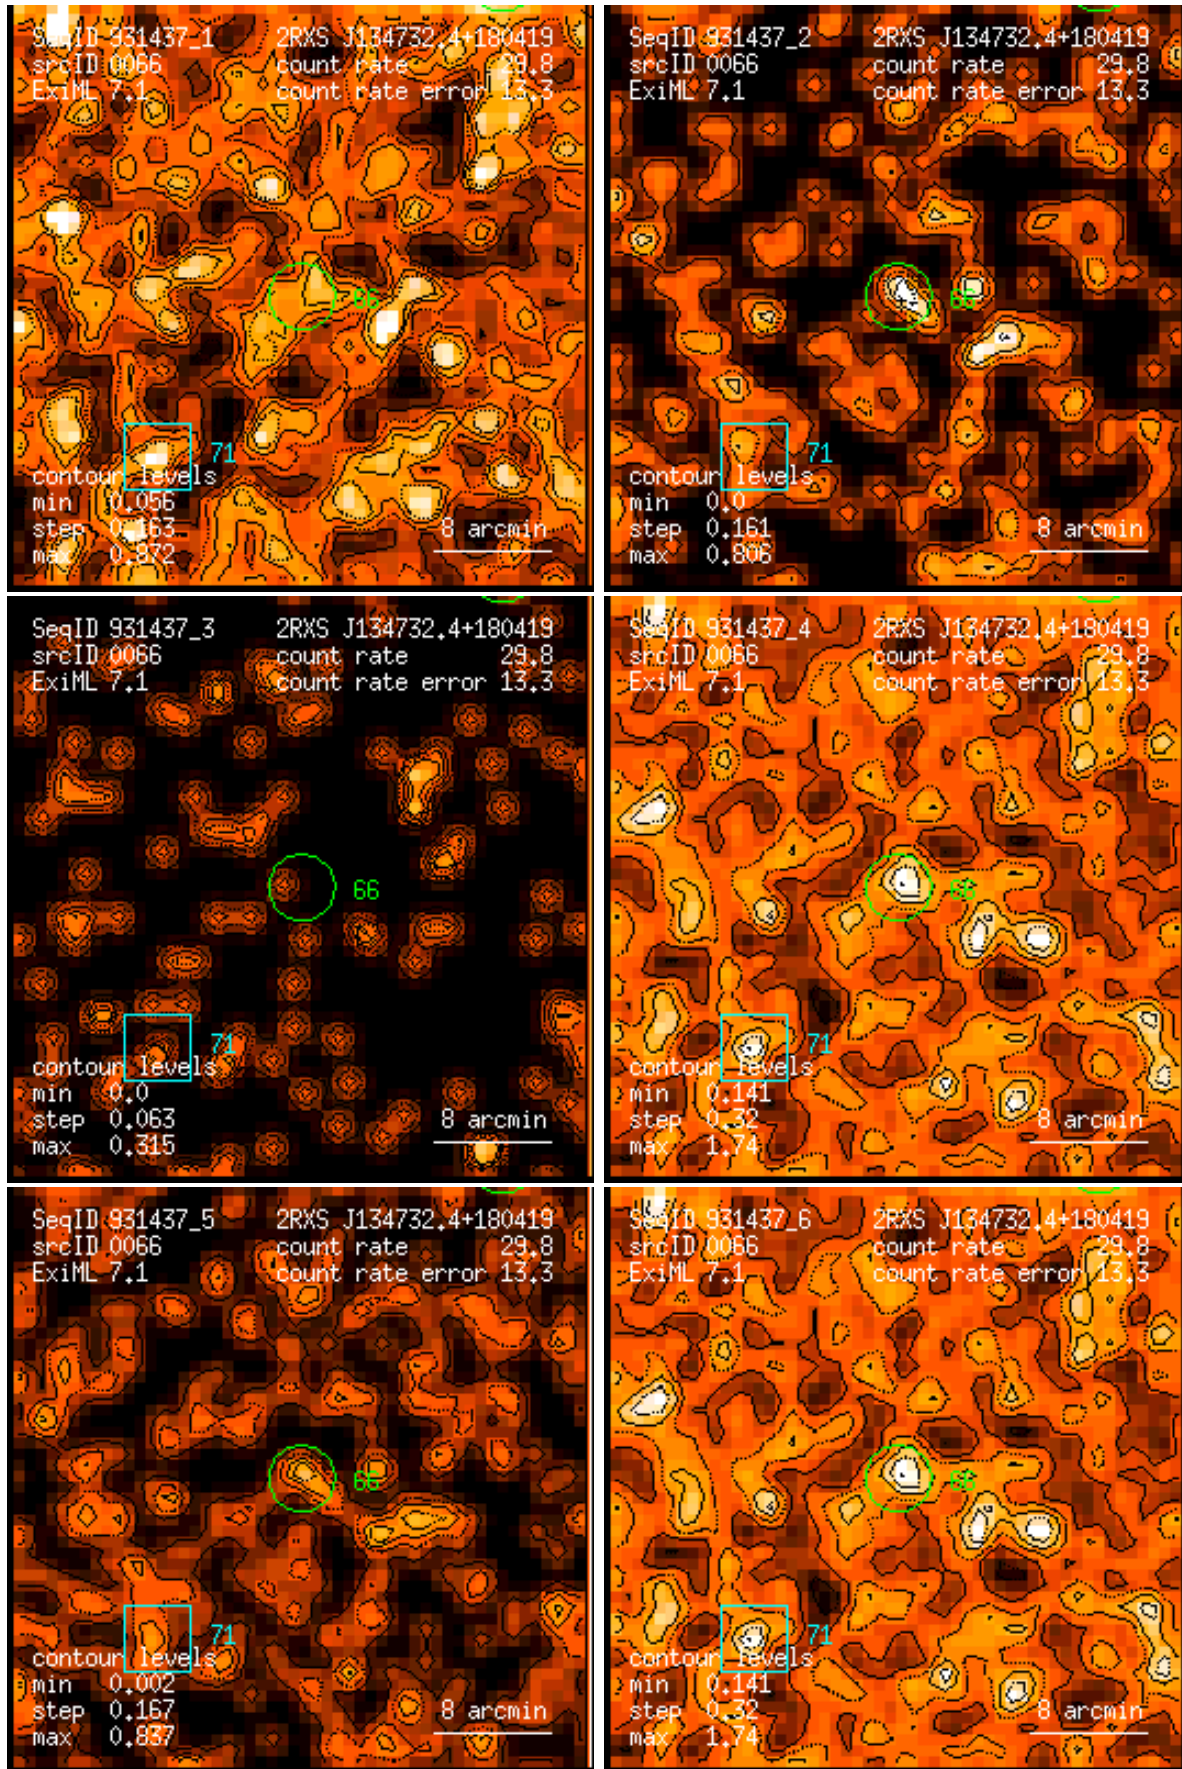 SeqID 931437_1 2RXS J134732.4+180419
srcID 0066 count rate 29.8
ExiML 7.1 count rate error 13.3
66
71
contour levels
min 0.056
step 0.163 8 arcmin
max 0.872
SeqID 931437_2 2RXS J134732.4+180419
srcID 0066 count rate 29.8
ExiML 7.1 count rate error 13.3
66
71
contour levels
min 0.0
step 0.161 8 arcmin
max 0.806
SeqID 931437_3 2RXS J134732.4+180419
srcID 0066 count rate 29.8
ExiML 7.1 count rate error 13.3
66
71
contour levels
min 0.0
step 0.063 8 arcmin
max 0.315
SeqID 931437_4 2RXS J134732.4+180419
srcID 0066 count rate 29.8
ExiML 7.1 count rate error 13.3
66
71
contour levels
min 0.141
step 0.32 8 arcmin
max 1.74
SeqID 931437_5 2RXS J134732.4+180419
srcID 0066 count rate 29.8
ExiML 7.1 count rate error 13.3
66
71
contour levels
min 0.002
step 0.167 8 arcmin
max 0.837
SeqID 931437_6 2RXS J134732.4+180419
srcID 0066 count rate 29.8
ExiML 7.1 count rate error 13.3
66
71
contour levels
min 0.141
step 0.32 8 arcmin
max 1.74